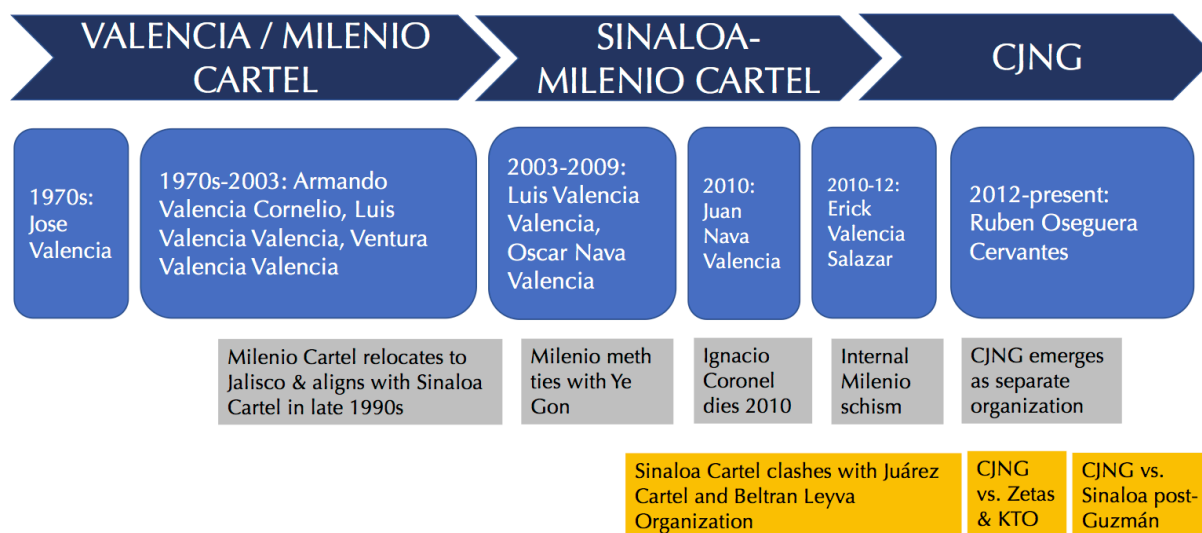 VALENCIA / MILENIO
CARTEL
SINALOA-
MILENIO CARTEL
CJNG
1970s:
Jose
Valencia
1970s-2003: Armando
Valencia Cornelio, Luis
Valencia Valencia, Ventura
Valencia Valencia
2003-2009:
Luis Valencia
Valencia,
Oscar Nava
Valencia
2010:
Juan
Nava
Valencia
2010-12:
Erick
Valencia
Salazar
2012-present:
Ruben Oseguera
Cervantes
Milenio Cartel relocates to
Jalisco & aligns with Sinaloa
Cartel in late 1990s
Milenio meth
ties with Ye
Gon
Ignacio
Coronel
dies 2010
Internal
Milenio
schism
CJNG emerges
as separate
organization
Sinaloa Cartel clashes with Juárez
Cartel and Beltran Leyva
Organization
CJNG
vs. Zetas
& KTO
CJNG vs.
Sinaloa post-
Guzmán